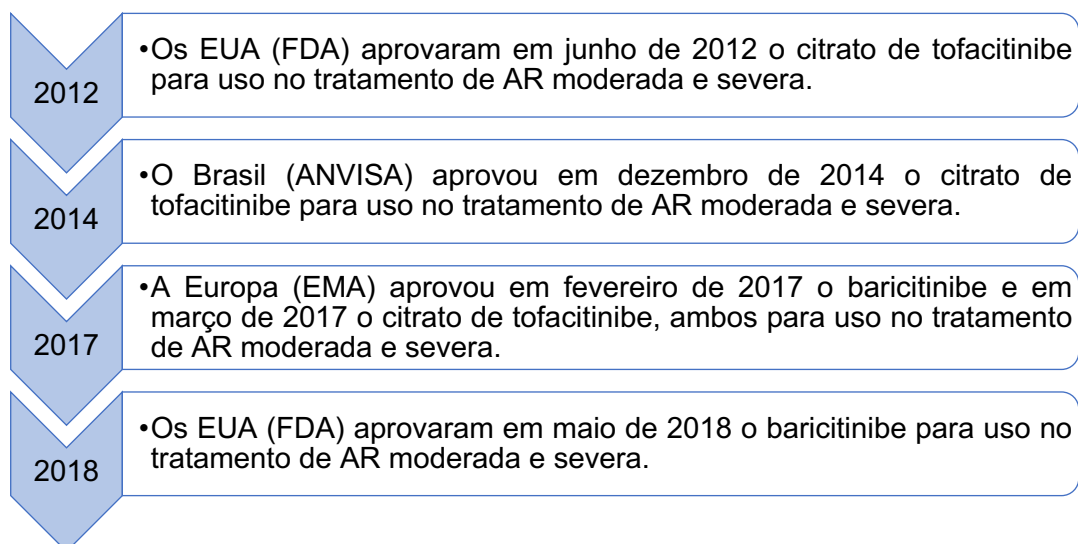 2012
•Os EUA (FDA) aprovaram em junho de 2012 o citrato de tofacitinibe
para uso no tratamento de AR moderada e severa.
2014
•O Brasil (ANVISA) aprovou em dezembro de 2014 o citrato de
tofacitinibe para uso no tratamento de AR moderada e severa.
2017
•A Europa (EMA) aprovou em fevereiro de 2017 o baricitinibe e em
março de 2017 o citrato de tofacitinibe, ambos para uso no tratamento
de AR moderada e severa.
2018
•Os EUA (FDA) aprovaram em maio de 2018 o baricitinibe para uso no
tratamento de AR moderada e severa.